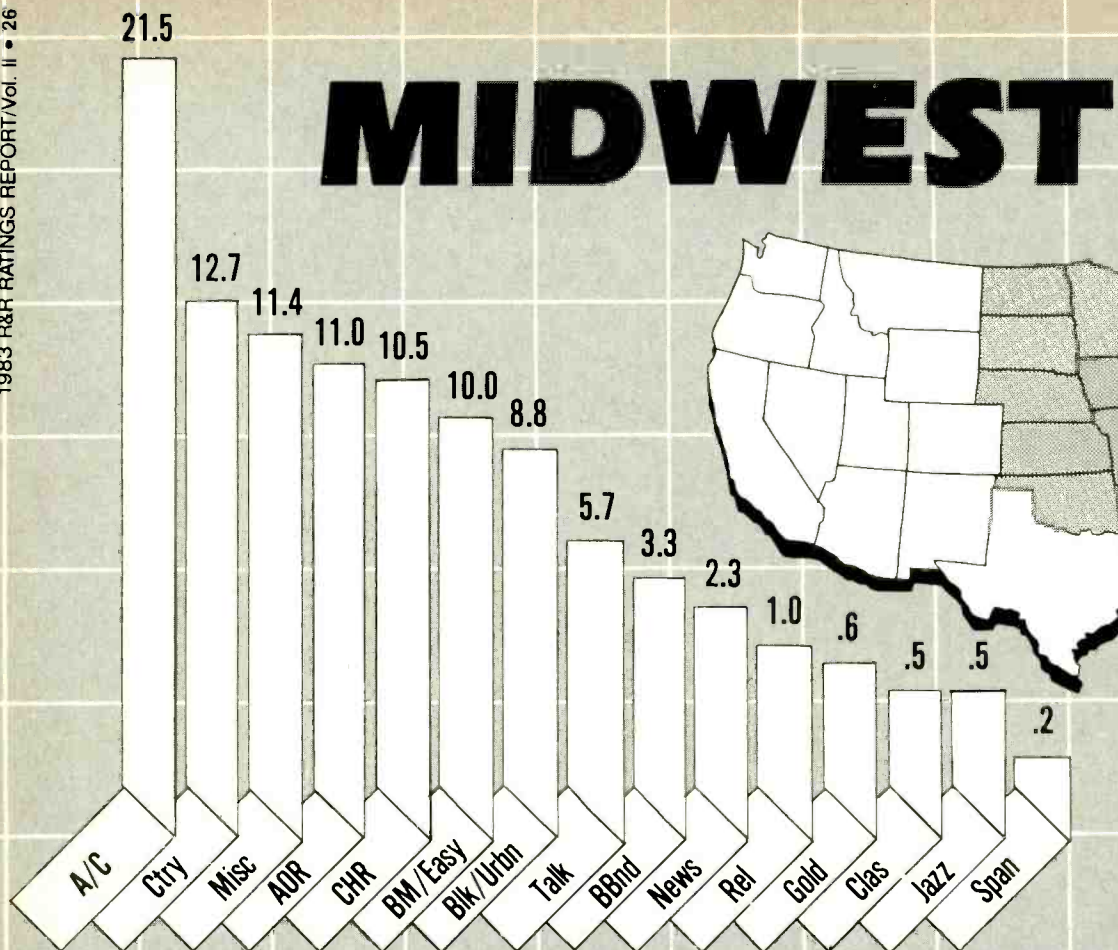 1983 R&R RATINGS REPORT/Vol. II • 26
MIDWEST
21.5
12.7
11.4
11.0
10.5
10.0
8.8
5.7
3.3
2.3
1.0
.6
.5
.5
.2
A/C
Ctry
Misc
AOR
CHR
BM/Easy
Blk/Urbn
Talk
BBnd
News
Rel
Gold
Clas
Jazz
Span